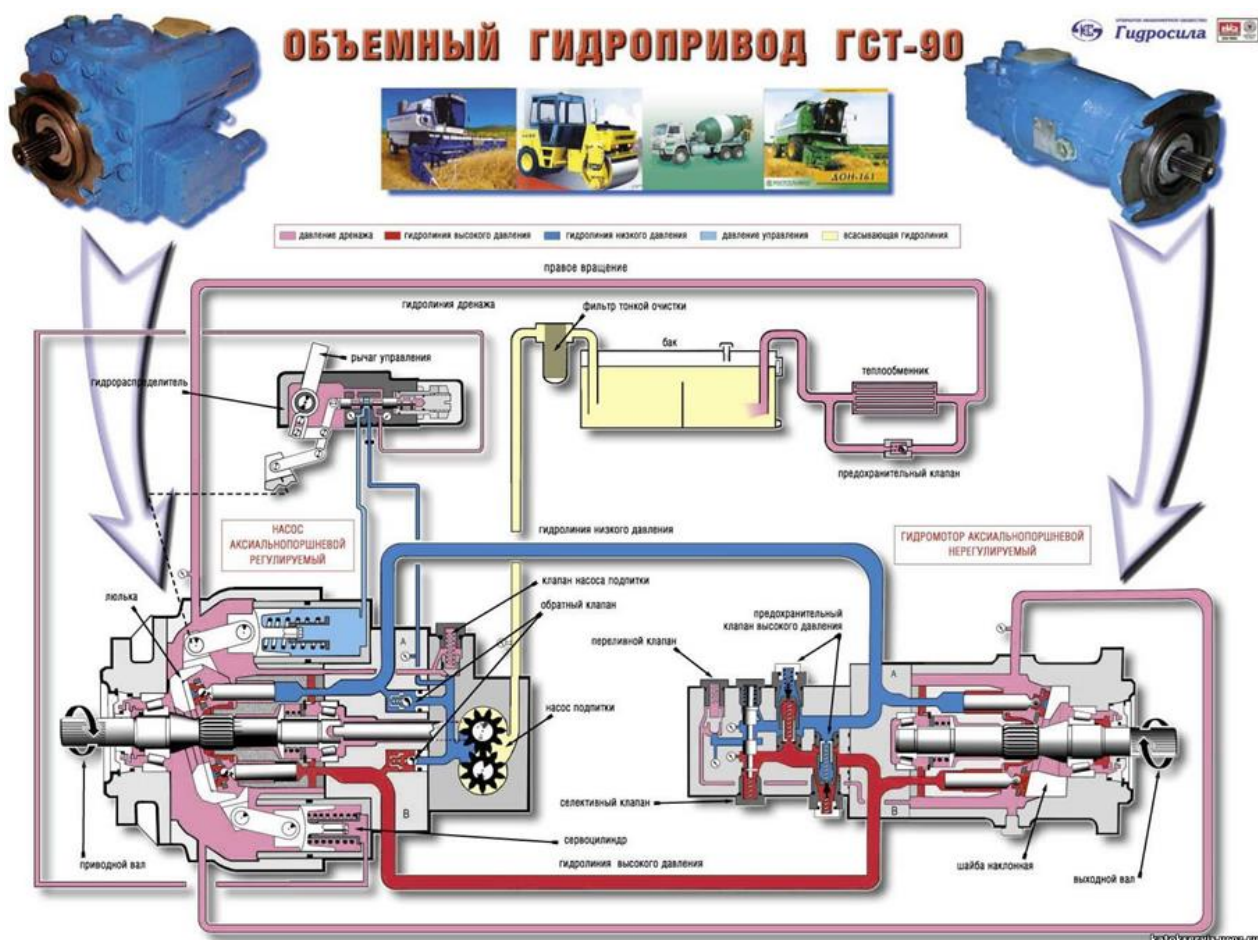 ОБЪЕМНЫЙ ГИДРОПРИВОД ГСТ-90
Гидросила
ДОН-161
давление дренажа
гидролиния высокого давления
гидролиния низкого давления
давление управления
всасывающая гидролиния
правое вращение
гидролиния дренажа
фильтр тонкой очистки
бак
рычаг управления
гидрораспределитель
теплообменник
предохранительный клапан
НАСОС
АКСИАЛЬНОПОРШНЕВОЙ
РЕГУЛИРУЕМЫЙ
гидролиния низкого давления
ГИДРОМОТОР АКСИАЛЬНОПОРШНЕВОЙ
НЕРЕГУЛИРУЕМЫЙ
люлька
клапан насоса подпитки
обратный клапан
предохранительный
клапан высокого давления
переливной клапан
A
A
насос подпитки
селективный клапан
B
B
сервоцилиндр
приводной вал
гидролиния высокого давления
шайба наклонная
выходной вал